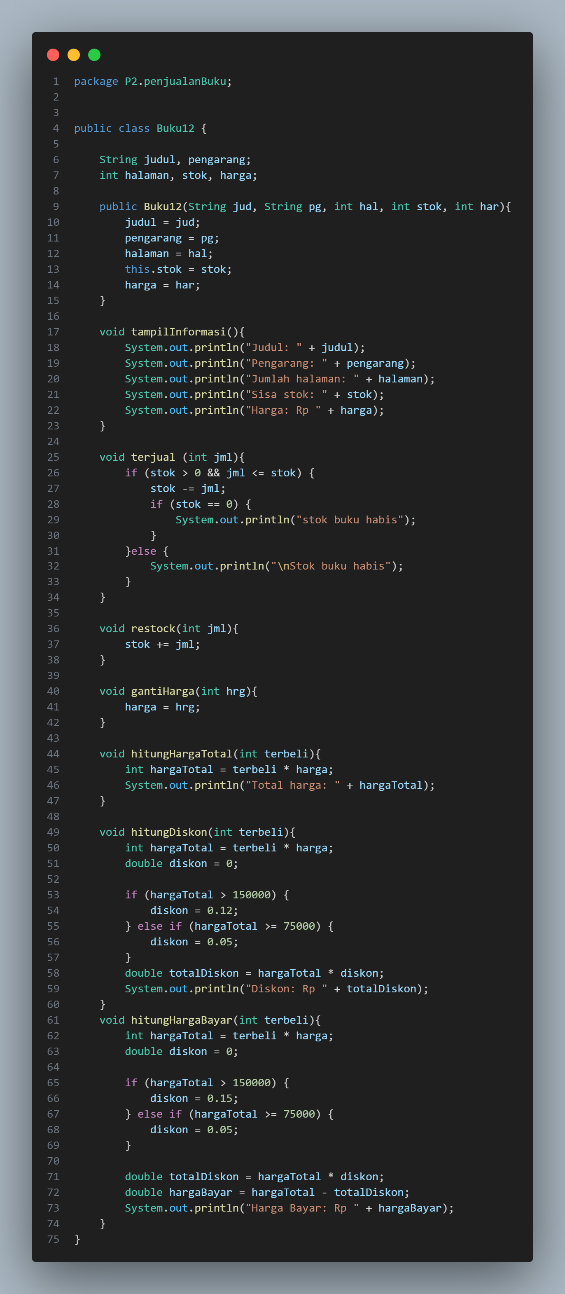 1 package P2.penjualanBuku;
2
3
4 public class Buku12 {
5
6     String judul, pengarang;
7     int halaman, stok, harga;
8
9     public Buku12(String jud, String pg, int hal, int stok, int har){
10         judul = jud;
11         pengarang = pg;
12         halaman = hal;
13         this.stok = stok;
14         harga = har;
15     }
16
17     void tampilInformasi(){
18         System.out.println("Judul: " + judul);
19         System.out.println("Pengarang: " + pengarang);
20         System.out.println("Jumlah halaman: " + halaman);
21         System.out.println("Sisa stok: " + stok);
22         System.out.println("Harga: Rp " + harga);
23     }
24
25     void terjual (int jml){
26         if (stok > 0 && jml <= stok) {
27             stok -= jml;
28             if (stok == 0) {
29                 System.out.println("stok buku habis");
30             }
31         }else {
32             System.out.println("\nStok buku habis");
33         }
34     }
35
36     void restock(int jml){
37         stok += jml;
38     }
39
40     void gantiHarga(int hrg){
41         harga = hrg;
42     }
43
44     void hitungHargaTotal(int terbeli){
45         int hargaTotal = terbeli * harga;
46         System.out.println("Total harga: " + hargaTotal);
47     }
48
49     void hitungDiskon(int terbeli){
50         int hargaTotal = terbeli * harga;
51         double diskon = 0;
52
53         if (hargaTotal > 150000) {
54             diskon = 0.12;
55         } else if (hargaTotal >= 75000) {
56             diskon = 0.05;
57         }
58         double totalDiskon = hargaTotal * diskon;
59         System.out.println("Diskon: Rp " + totalDiskon);
60     }
61     void hitungHargaBayar(int terbeli){
62         int hargaTotal = terbeli * harga;
63         double diskon = 0;
64
65         if (hargaTotal > 150000) {
66             diskon = 0.15;
67         } else if (hargaTotal >= 75000) {
68             diskon = 0.05;
69         }
70
71         double totalDiskon = hargaTotal * diskon;
72         double hargaBayar = hargaTotal - totalDiskon;
73         System.out.println("Harga Bayar: Rp " + hargaBayar);
74     }
75 }